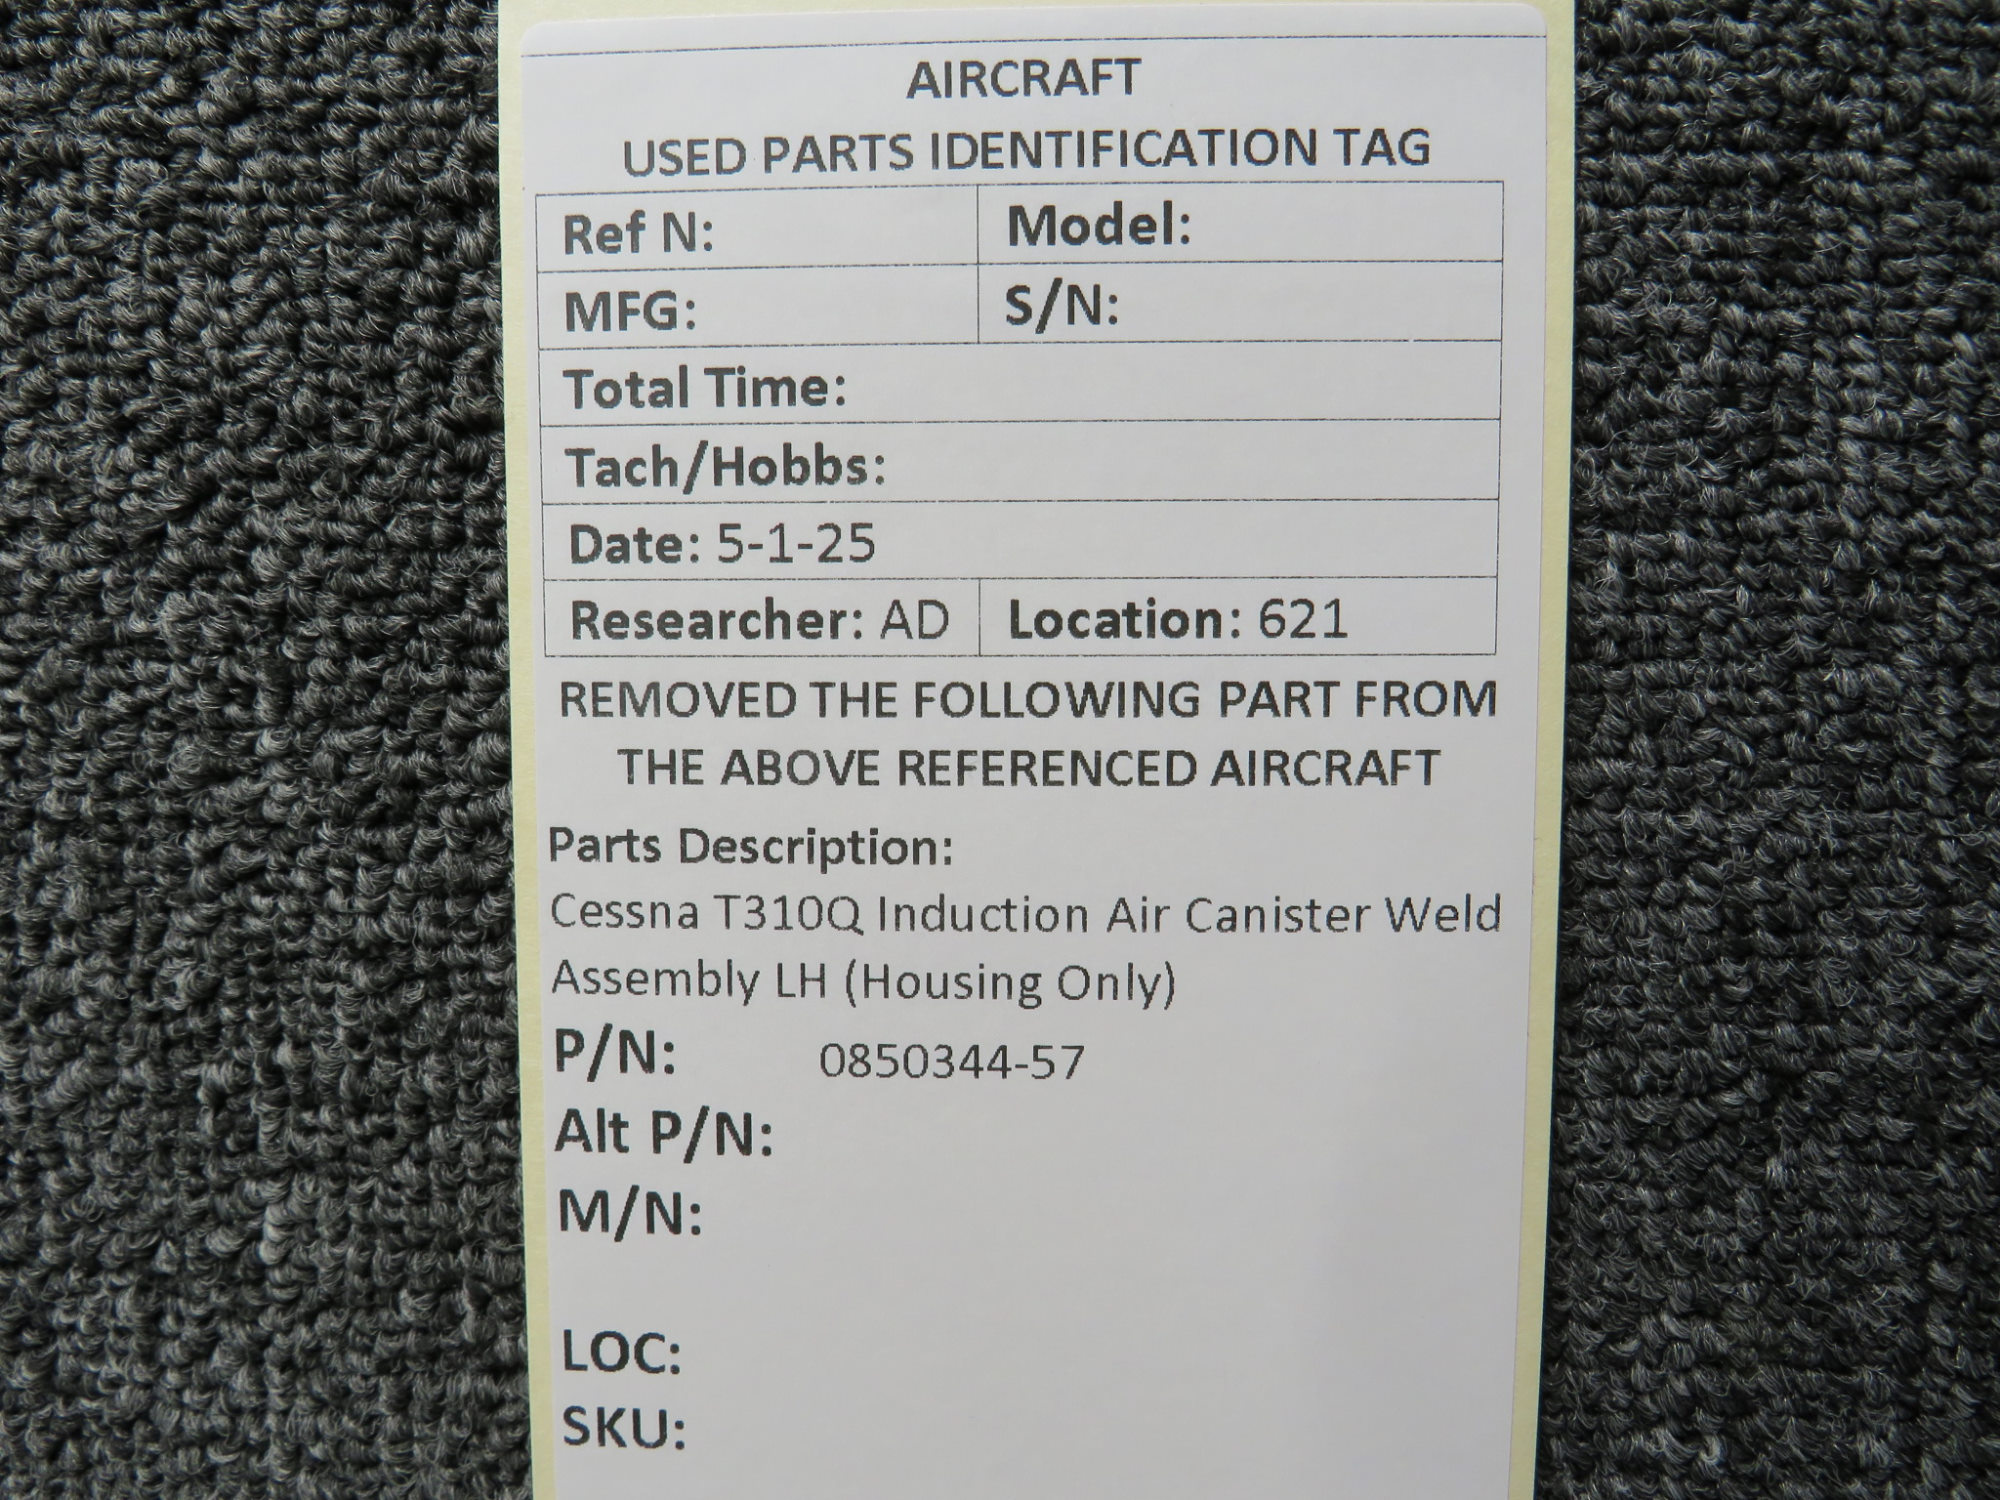 AIRCRAFT
USED PARTS IDENTIFICATION TAG
Ref N: Model:
MFG: S/N:
Total Time:
Tach/Hobbs:
Date: 5-1-25
Researcher: AD Location: 621
REMOVED THE FOLLOWING PART FROM
THE ABOVE REFERENCED AIRCRAFT
Parts Description:
Cessna T310Q Induction Air Canister Weld
Assembly LH (Housing Only)
P/N: 0850344-57
Alt P/N:
M/N:
LOC:
SKU: